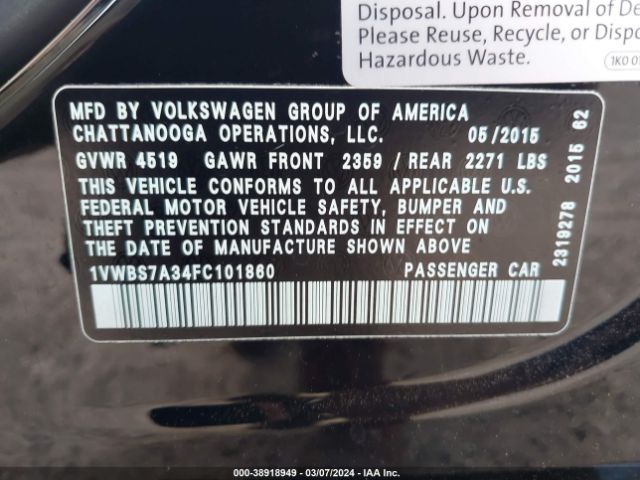 Disposal. Upon Removal of De
Please Reuse, Recycle, or Dispo
Hazardous Waste.
1K0 01
MFD BY VOLKSWAGEN GROUP OF AMERICA
CHATTANOOGA OPERATIONS, LLC. 05/2015
GVWR 4519 GAWR FRONT 2359 / REAR 2271 LBS
THIS VEHICLE CONFORMS TO ALL APPLICABLE U.S.
FEDERAL MOTOR VEHICLE SAFETY, BUMPER AND
THEFT PREVENTION STANDARDS IN EFFECT ON
THE DATE OF MANUFACTURE SHOWN ABOVE
1VWBS7A34FC101860 PASSENGER CAR
2319278 2015 62
000-38918949 — 03/07/2024 — IAA Inc.